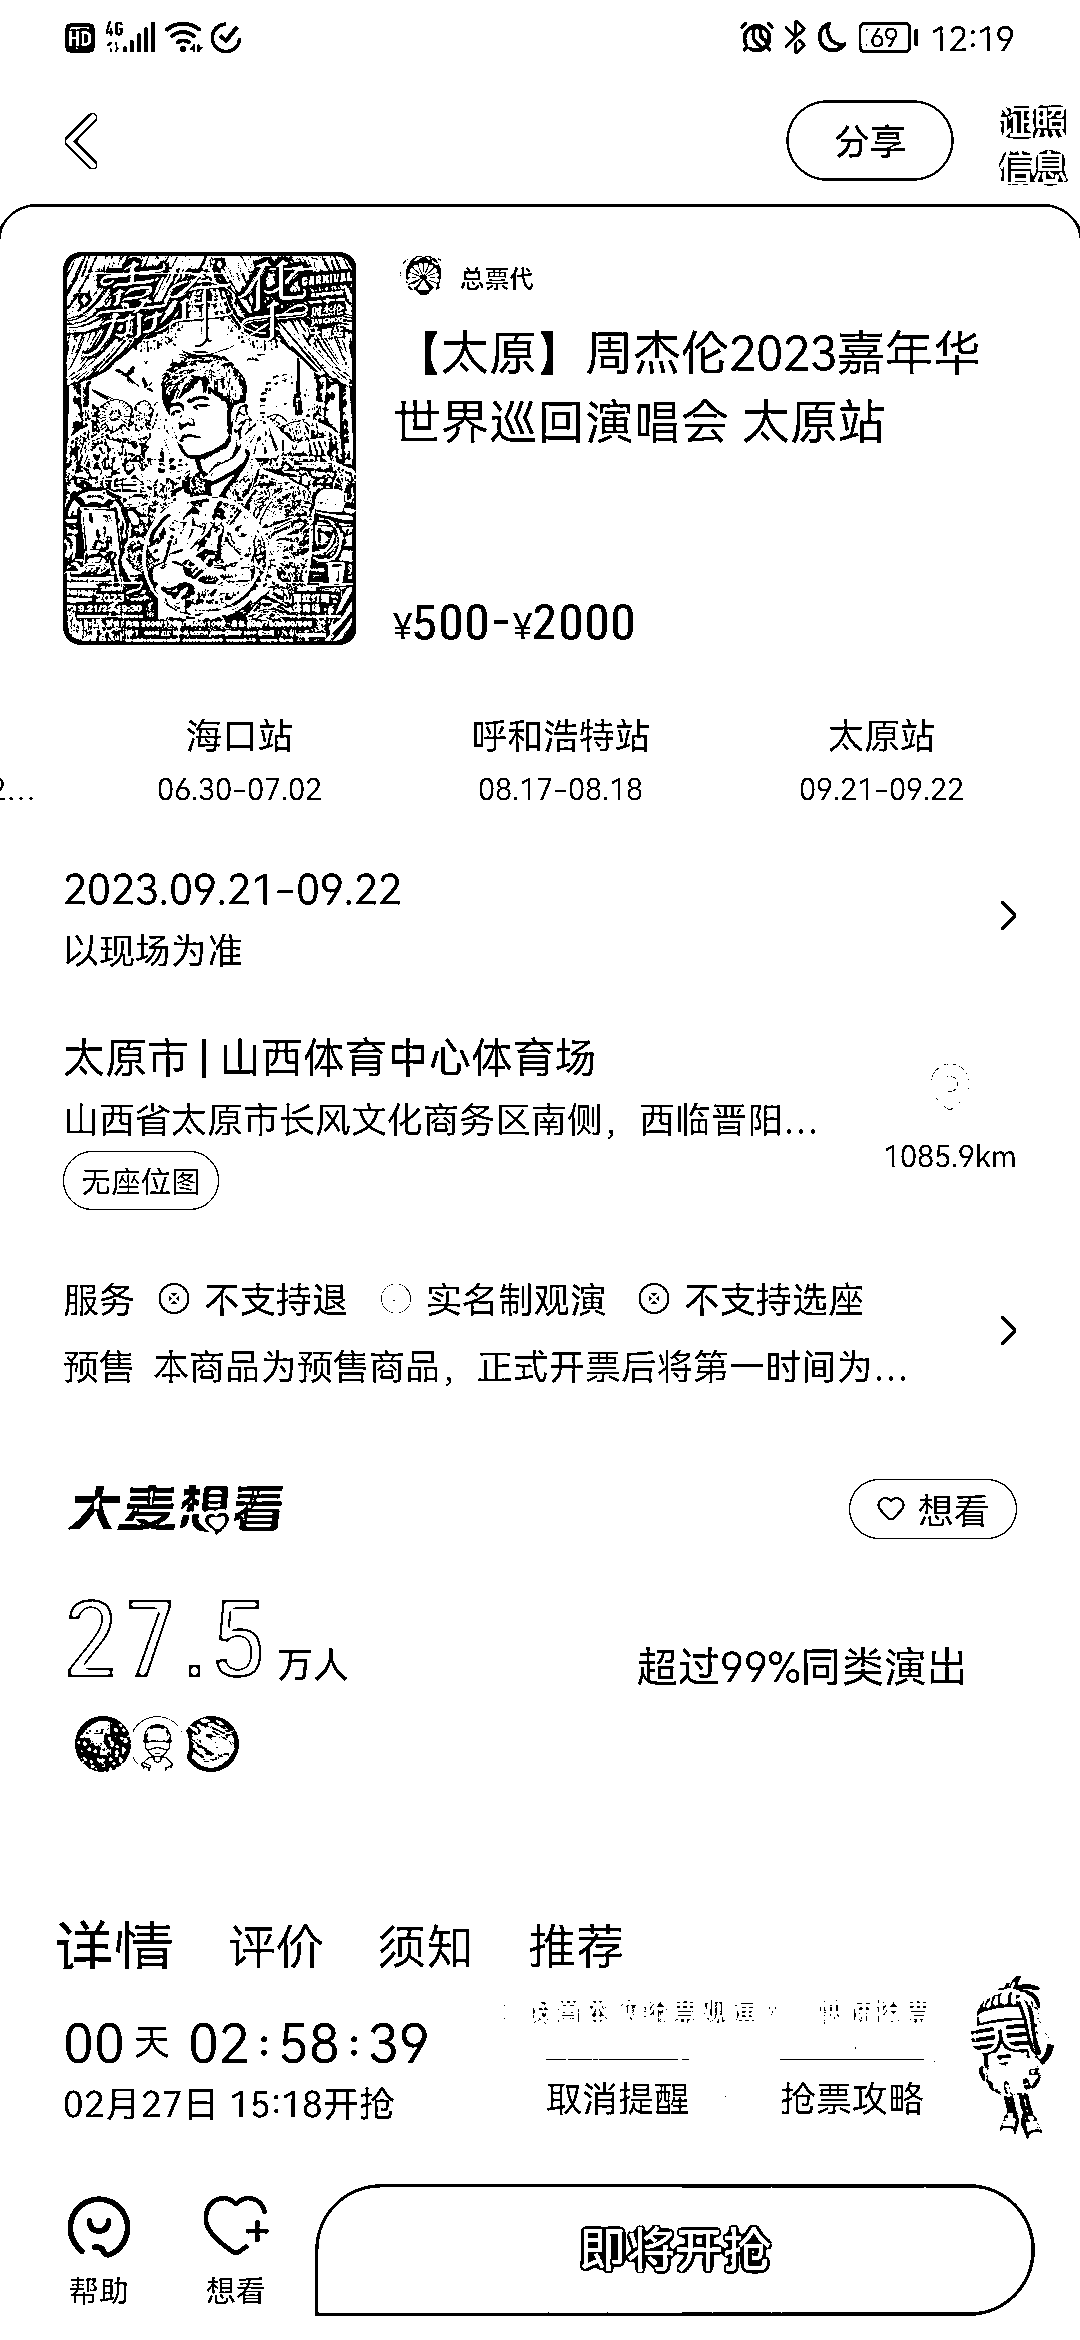 HD 4G 69 12:19
分享
证照
信息
嘉年华
总票代
【太原】周杰伦2023嘉年华
世界巡回演唱会 太原站
¥500-¥2000
海口站 呼和浩特站 太原站
2... 06.30-07.02 08.17-08.18 09.21-09.22
2023.09.21-09.22
以现场为准
太原市 | 山西体育中心体育场
山西省太原市长风文化商务区南侧，西临晋阳...
1085.9km
无座位图
服务 不支持退 实名制观演 不支持选座
预售 本商品为预售商品，正式开票后将第一时间为...
大麦想看
想看
27.5万人
超过99%同类演出
详情 评价 须知 推荐
00天 02:58:39
02月27日 15:18开抢
取消提醒 抢票攻略
帮助 想看 即将开抢